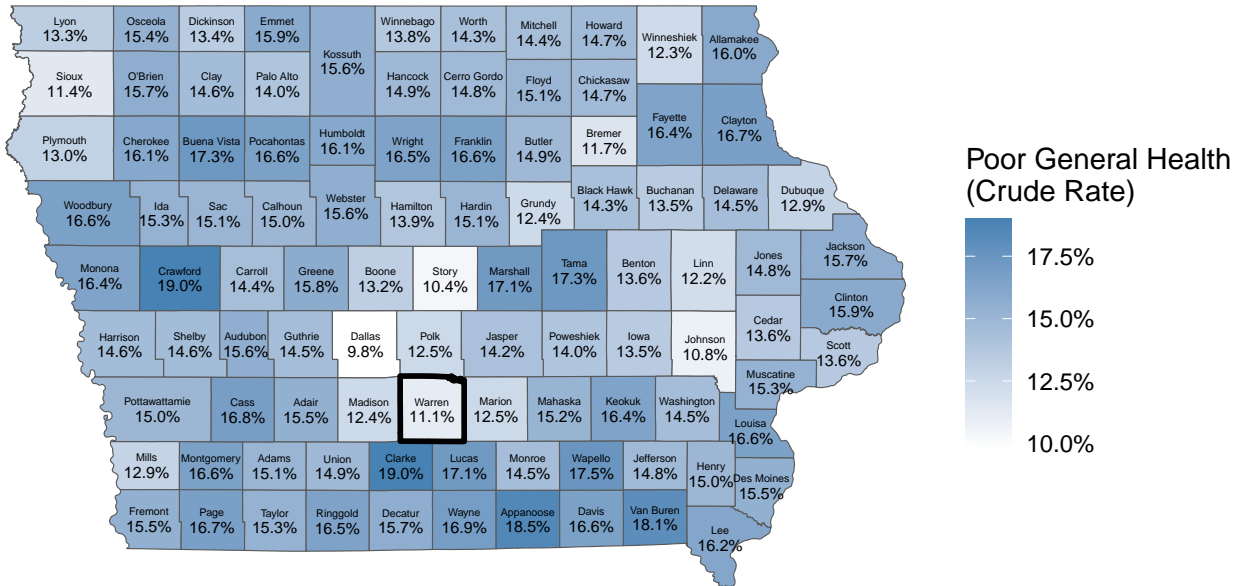 Lyon
13.3%
Osceola
15.4%
Dickinson
13.4%
Emmet
15.9%
Kossuth
15.6%
Winnebago
13.8%
Worth
14.3%
Mitchell
14.4%
Howard
14.7%
Winneshiek
12.3%
Allamakee
16.0%
Sioux
11.4%
O'Brien
15.7%
Clay
14.6%
Palo Alto
14.0%
Hancock
14.9%
Cerro Gordo
14.8%
Floyd
15.1%
Chickasaw
14.7%
Fayette
16.4%
Clayton
16.7%
Plymouth
13.0%
Cherokee
16.1%
Buena Vista
17.3%
Pocahontas
16.6%
Humboldt
16.1%
Wright
16.5%
Franklin
16.6%
Butler
14.9%
Bremer
11.7%
Woodbury
16.6%
Ida
15.3%
Sac
15.1%
Calhoun
15.0%
Webster
15.6%
Hamilton
13.9%
Hardin
15.1%
Grundy
12.4%
Black Hawk
14.3%
Buchanan
13.5%
Delaware
14.5%
Dubuque
12.9%
Monona
16.4%
Crawford
19.0%
Carroll
14.4%
Greene
15.8%
Boone
13.2%
Story
10.4%
Marshall
17.1%
Tama
17.3%
Benton
13.6%
Linn
12.2%
Jones
14.8%
Jackson
15.7%
Clinton
15.9%
Harrison
14.6%
Shelby
14.6%
Audubon
15.6%
Guthrie
14.5%
Dallas
9.8%
Polk
12.5%
Jasper
14.2%
Poweshiek
14.0%
Iowa
13.5%
Johnson
10.8%
Cedar
13.6%
Scott
13.6%
Muscatine
15.3%
Pottawattamie
15.0%
Cass
16.8%
Adair
15.5%
Madison
12.4%
Warren
11.1%
Marion
12.5%
Mahaska
15.2%
Keokuk
16.4%
Washington
14.5%
Louisa
16.6%
Mills
12.9%
Montgomery
16.6%
Adams
15.1%
Union
14.9%
Clarke
19.0%
Lucas
17.1%
Monroe
14.5%
Wapello
17.5%
Jefferson
14.8%
Henry
15.0%
Des Moines
15.5%
Fremont
15.5%
Page
16.7%
Taylor
15.3%
Ringgold
16.5%
Decatur
15.7%
Wayne
16.9%
Appanoose
18.5%
Davis
16.6%
Van Buren
18.1%
Lee
16.2%
Poor General Health
(Crude Rate)
17.5%
15.0%
12.5%
10.0%